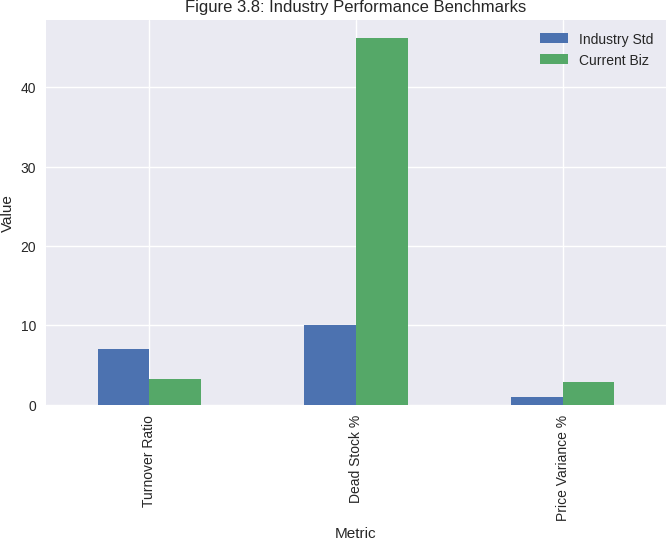 Figure 3.8: Industry Performance Benchmarks
Industry Std
Current Biz
40
30
20
10
0
Value
Turnover Ratio
Dead Stock %
Price Variance %
Metric